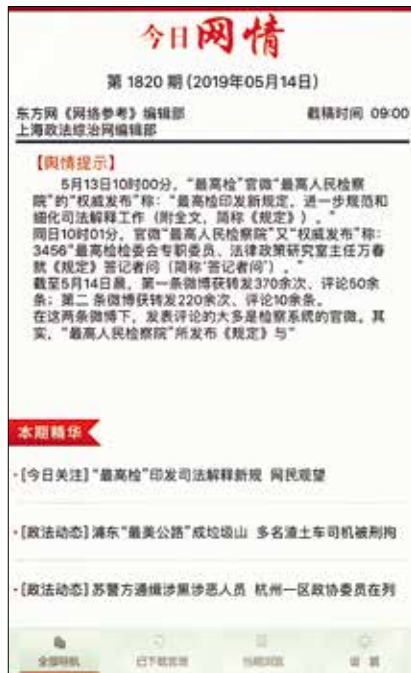 今日网情
第 1820 期 (2019年05月14日)
东方网《网络参考》编辑部 截稿时间 09:00
上海政法综治网编辑部
【舆情提示】
5月13日10时00分，“最高检”官微“最高人民检察
院”的“权威发布”称：“最高检印发新规定，进一步规范和
细化司法解释工作（附全文，简称《规定》）。”
同日10时01分，官微“最高人民检察院”又“权威发布”称：
3456“最高检检委会专职委员、法律政策研究室主任万春
就《规定》答记者问（简称‘答记者问’）。”
截至5月14日晨，第一条微博获转发370余次、评论50余
条；第二 条微博获转发220余次、评论10余条。
在这两条微博下，发表评论的大多是检察系统的官微。其
实，“最高人民检察院”所发布《规定》与”
本期精华
·[今日关注] “最高检”印发司法解释新规 网民观望
·[政法动态] 浦东“最美公路”成垃圾山 多名渣土车司机被刑拘
·[政法动态] 苏警方通缉涉黑涉恶人员 杭州一区政协委员在列
全部导航 已下载管理 当期浏览 设 置